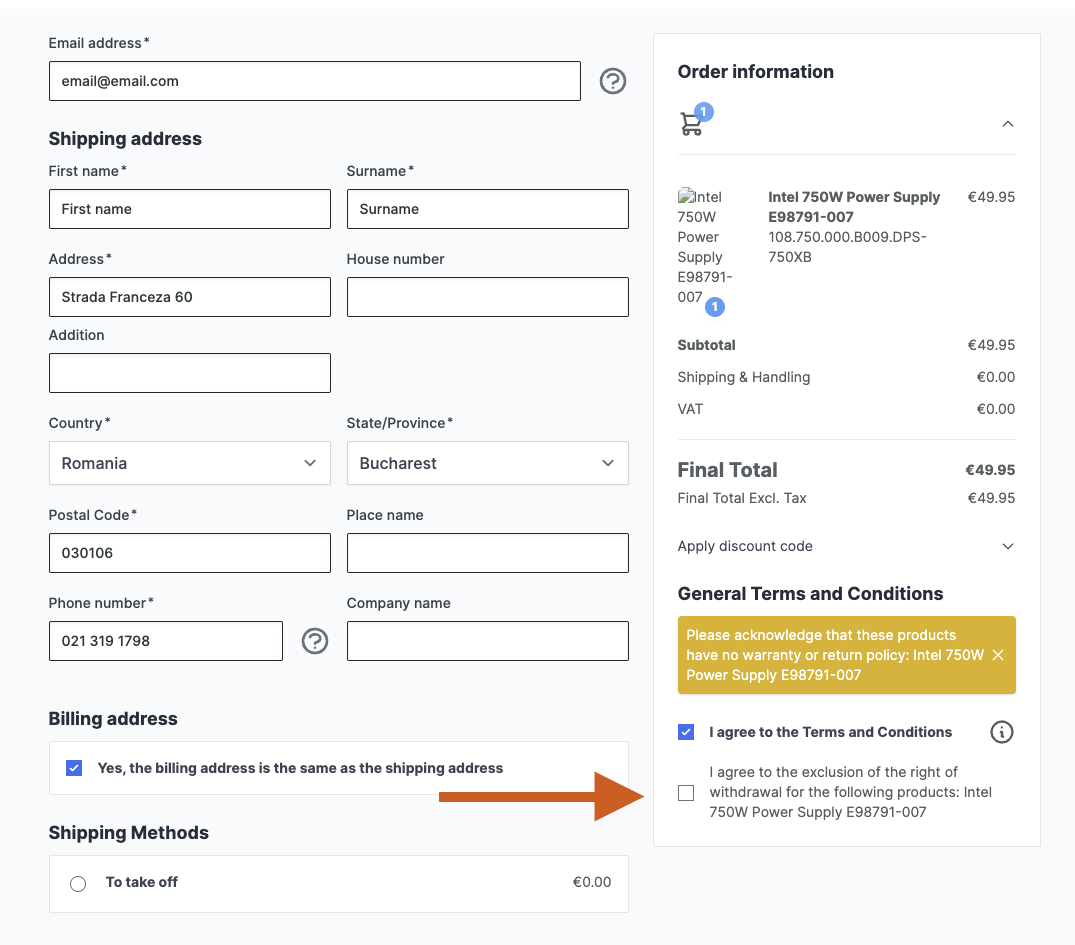 Email address*
email@email.com
Shipping address
First name*
Surname*
First name
Surname
Address*
House number
Strada Franceza 60
Addition
Country*
State/Province*
Romania
Bucharest
Postal Code*
Place name
030106
Phone number*
Company name
021 319 1798
Billing address
Yes, the billing address is the same as the shipping address
Shipping Methods
To take off
€0.00
Order information
1
Intel
750W
Power
Supply
E98791-
007
1
Intel 750W Power Supply
E98791-007
108.750.000.B009.DPS-
750XB
€49.95
Subtotal
€49.95
Shipping & Handling
€0.00
VAT
€0.00
Final Total
€49.95
Final Total Excl. Tax
€49.95
Apply discount code
General Terms and Conditions
Please acknowledge that these products
have no warranty or return policy: Intel 750W
Power Supply E98791-007
I agree to the Terms and Conditions
I agree to the exclusion of the right of
withdrawal for the following products: Intel
750W Power Supply E98791-007